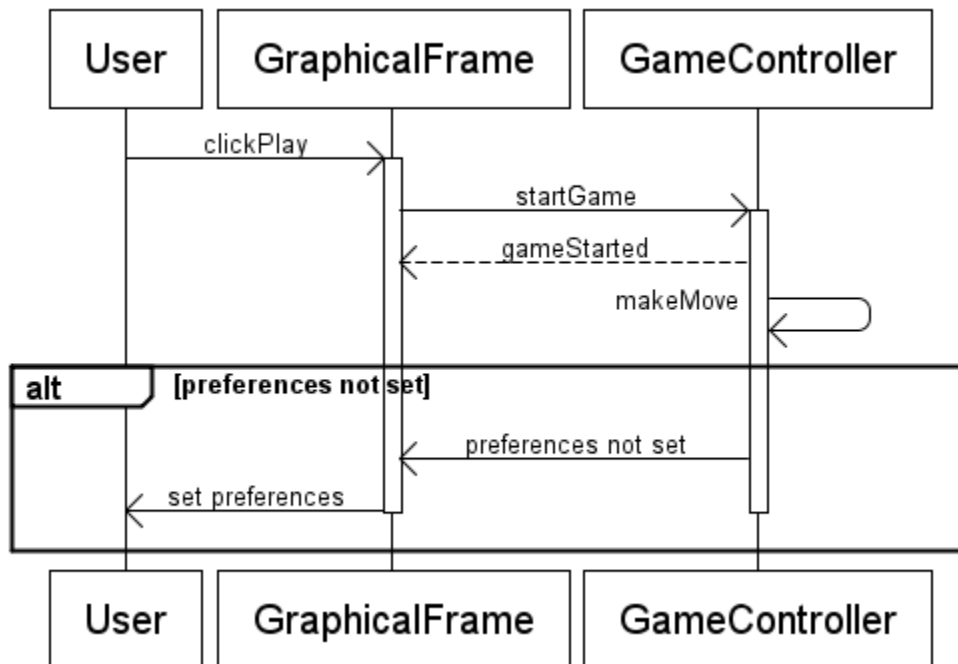 User GraphicalFrame GameController
clickPlay
startGame
gameStarted
makeMove
alt [preferences not set]
preferences not set
set preferences
User GraphicalFrame GameController